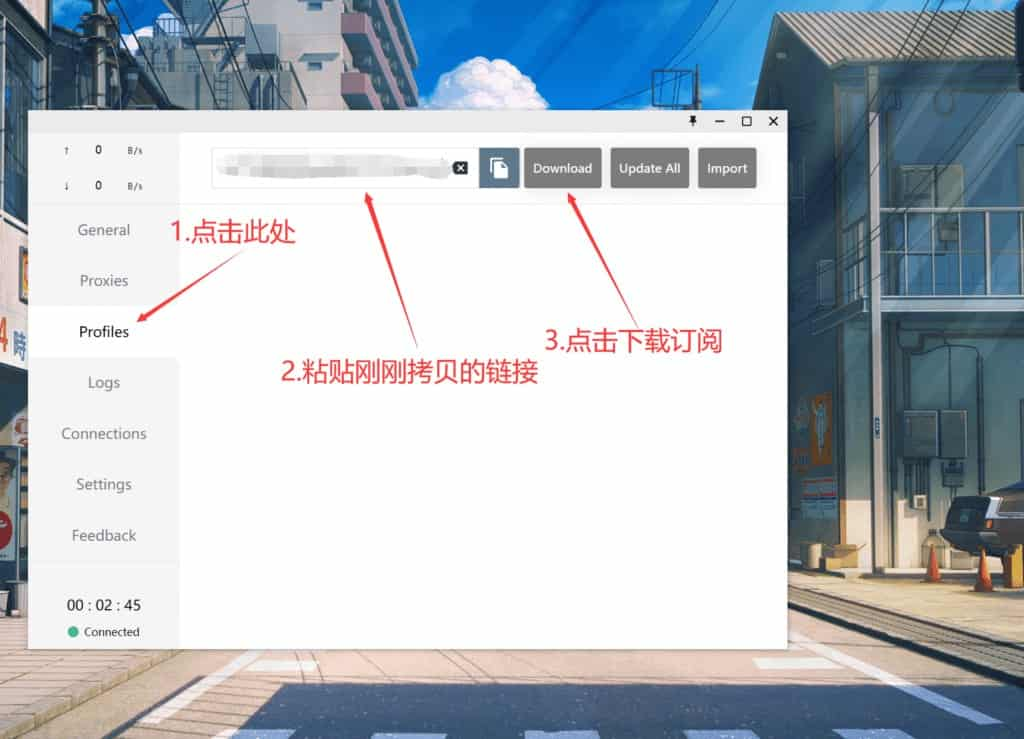 ↑ 0 B/s
↓ 0 B/s
Download
Update All
Import
General
1.点击此处
Proxies
Profiles
3.点击下载订阅
2.粘贴刚刚拷贝的链接
Logs
Connections
Settings
Feedback
00 : 02 : 45
Connected
4
時